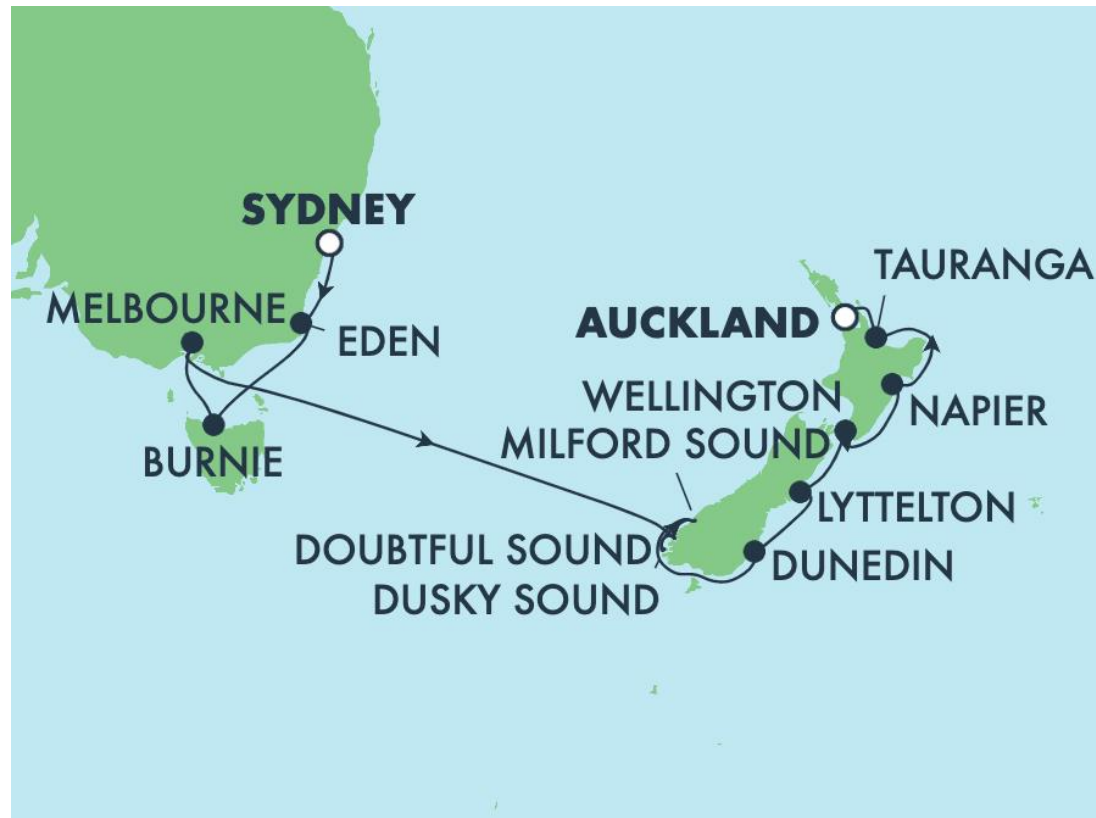 SYDNEY
MELBOURNE
EDEN
BURNIE
TAURANGA
AUCKLAND
WELLINGTON
NAPIER
MILFORD SOUND
LYTTELTON
DOUBTFUL SOUND
DUNEDIN
DUSKY SOUND